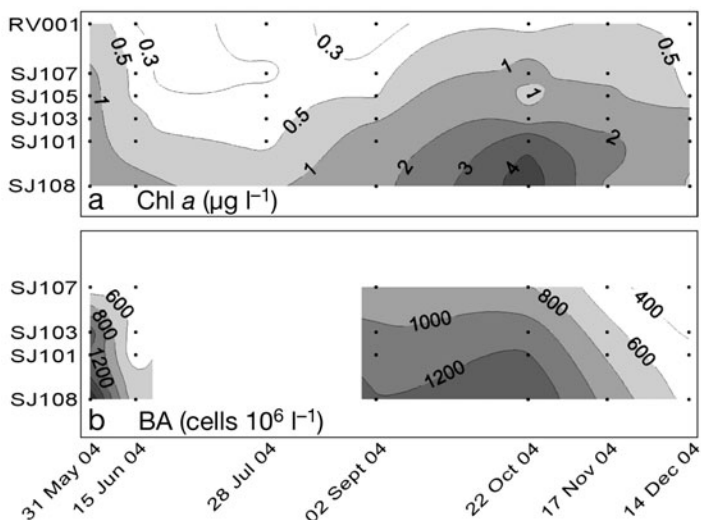 RV001
SJ107
SJ105
SJ103
SJ101
SJ108
0.5
0.3
0.3
0.5
1
1
1
0.5
0.5
1
2
3
4
2
a Chl a (µg l–1)
SJ107
SJ103
SJ101
SJ108
600
800
1200
1000
1200
800
600
400
b BA (cells 10⁶ l–1)
31 May 04
15 Jun 04
28 Jul 04
02 Sept 04
22 Oct 04
17 Nov 04
14 Dec 04